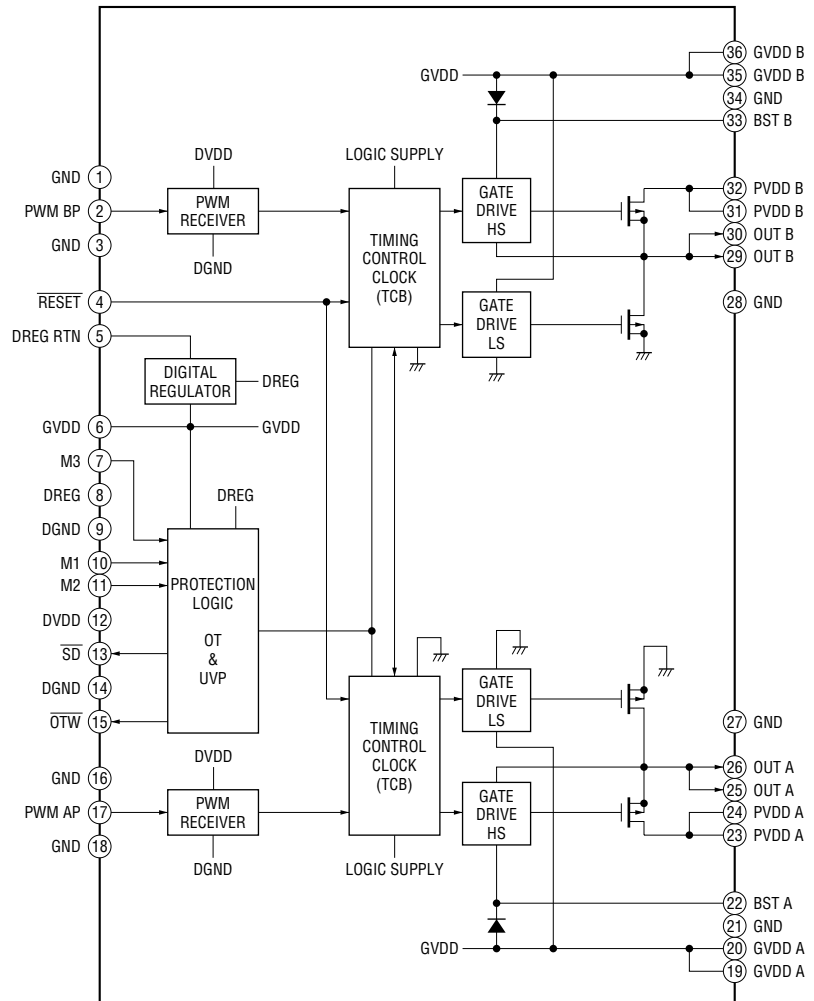 36 GVDD B
GVDD
35 GVDD B
34 GND
33 BST B
GND 1
DVDD
LOGIC SUPPLY
32 PVDD B
PWM BP 2
PWM
RECEIVER
TIMING
CONTROL
CLOCK
(TCB)
GATE
DRIVE
HS
31 PVDD B
30 OUT B
GND 3
DGND
29 OUT B
RESET 4
GATE
DRIVE
LS
28 GND
DREG RTN 5
DIGITAL
REGULATOR
DREG
GVDD 6
GVDD
M3 7
DREG 8
DREG
DGND 9
M1 10
M2 11
PROTECTION
LOGIC
OT
&
UVP
DVDD 12
SD 13
DGND 14
OTW 15
TIMING
CONTROL
CLOCK
(TCB)
GATE
DRIVE
LS
27 GND
GND 16
DVDD
26 OUT A
25 OUT A
PWM AP 17
PWM
RECEIVER
GATE
DRIVE
HS
24 PVDD A
23 PVDD A
GND 18
DGND
LOGIC SUPPLY
22 BST A
21 GND
GVDD
20 GVDD A
19 GVDD A